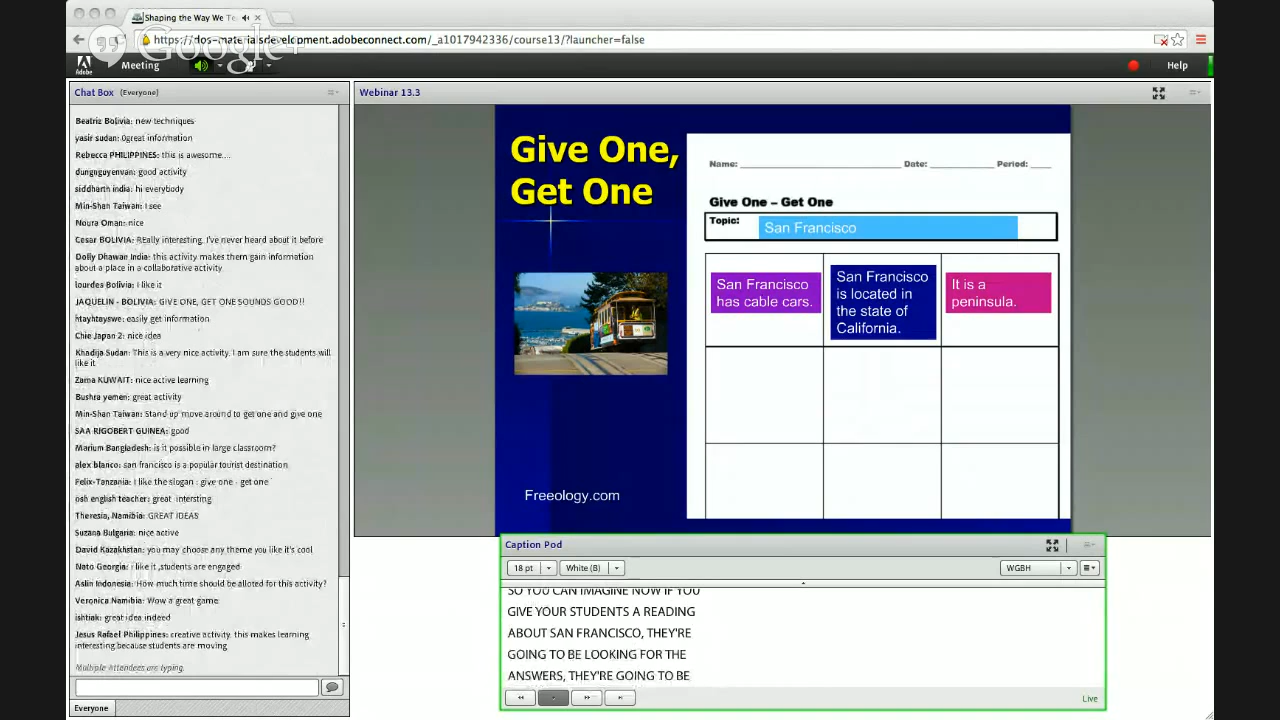 Shaping the Way We Te
Google+
https://dos-materialsdevelopment.adobeconnect.com/_a1017942336/course13/?launcher=false
Adobe
Meeting
Help
Chat Box (Everyone)
Beatriz Bolivia: new techniques
yasir sudan: 0great information
Rebecca PHILIPPINES: this is awesome....
dungnguyenvan: good activity
siddharth india: hi everybody
Min-Shan Taiwan: I see
Noura Oman: nice
Cesar BOLIVIA: REally interesting. I've never heard about it before
Dolly Dhawan India: this activity makes them gain information
about a place in a collaborative activity
lourdes Bolivia: I like it
JAQUELIN - BOLIVIA: GIVE ONE, GET ONE SOUNDS GOOD!!
htayhtayswe: easily get information
Chie Japan 2: nice idea
Khadija Sudan: This is a very nice activity. I am sure the students will
like it
Zama KUWAIT: nice active learning
Bushra yemen: great activity
Min-Shan Taiwan: Stand up move around to get one and give one
SAA RIGOBERT GUINEA: good
Marium Bangladesh: is it possible in large classroom?
alex blanco: san francisco is a popular tourist destination
Felix-Tanzania: I like the slogan : give one - get one
osh english teacher: great intersting
Theresia, Namibia: GREAT IDEAS
Suzana Bulgaria: nice active
David Kazakhstan: you may choose any theme you like it's cool
Nato Georgia: i like it ,students are engaged
Aslin Indonesia: How much time should be alloted for this activity?
Veronica Namibia: Wow a great game
ishtiak: great idea indeed
Jesus Rafael Philippines: creative activity. this makes learning
interesting because students are moving
Multiple Attendees are typing.
Everyone
Webinar 13.3
Give One,
Get One
Freeology.com
Name: Date: Period:
Give One – Get One
Topic: San Francisco
San Francisco
has cable cars.
San Francisco
is located in
the state of
California.
It is a
peninsula.
Caption Pod
18 pt White (B) WGBH
SO YOU CAN IMAGINE NOW IF YOU
GIVE YOUR STUDENTS A READING
ABOUT SAN FRANCISCO, THEY'RE
GOING TO BE LOOKING FOR THE
ANSWERS, THEY'RE GOING TO BE
Live